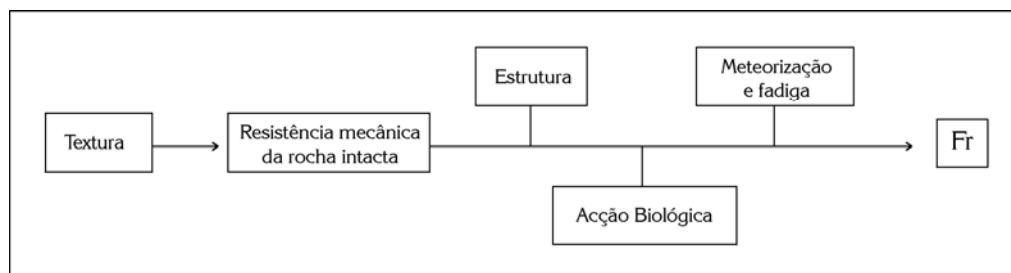 Textura
Resistência mecânica
da rocha intacta
Estrutura
Acção Biológica
Meteorização
e fadiga
Fr